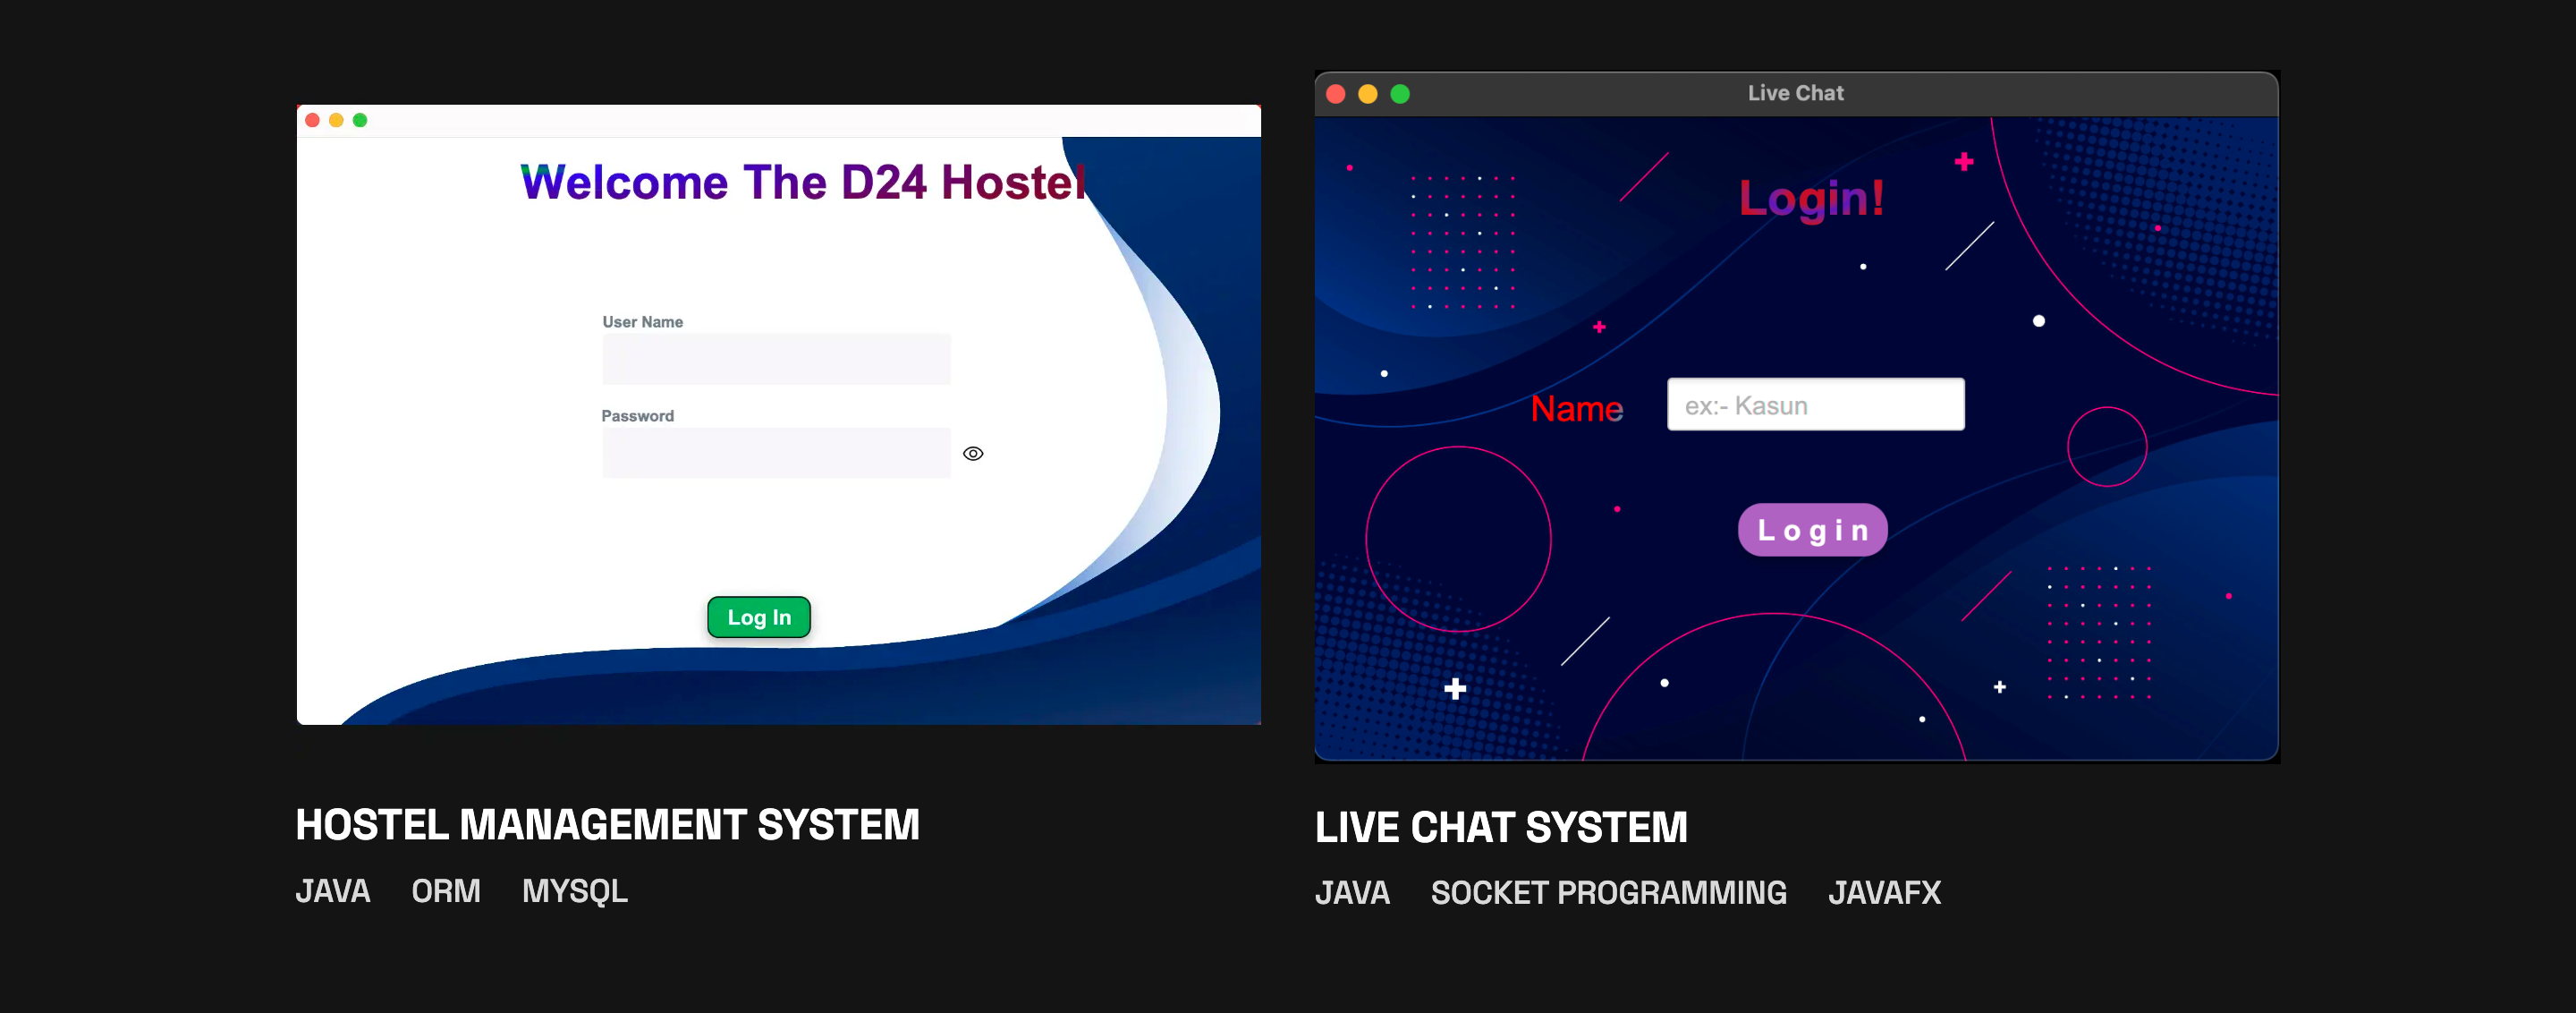 Welcome The D24 Hostel
User Name
Password
Log In
HOSTEL MANAGEMENT SYSTEM
JAVA ORM MYSQL
Live Chat
Login!
Name ex:- Kasun
Login
LIVE CHAT SYSTEM
JAVA SOCKET PROGRAMMING JAVAFX